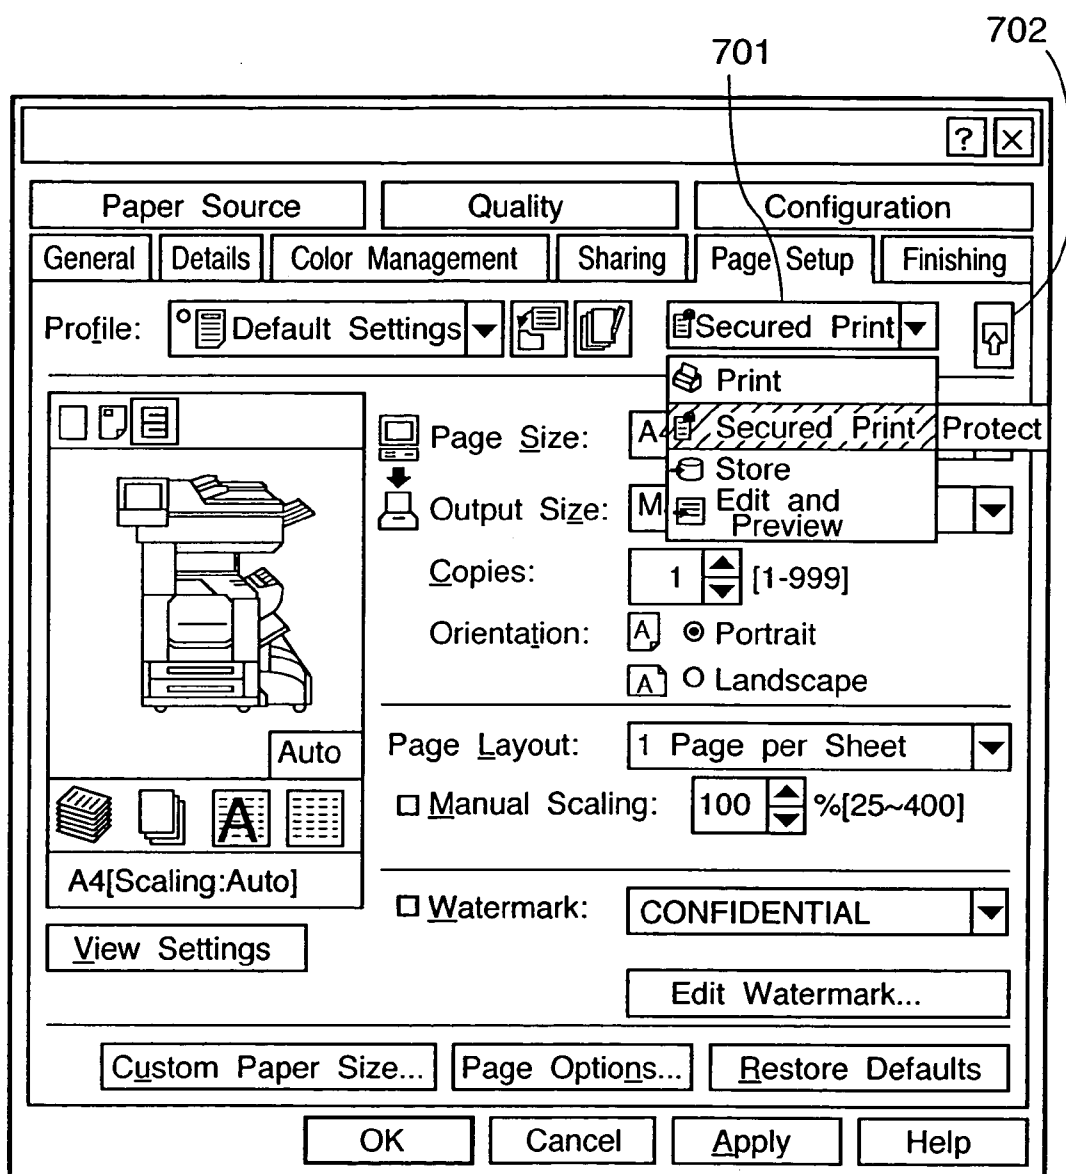 702
701
? X
Paper Source Quality Configuration
General Details Color Management Sharing Page Setup Finishing
Profile: Default Settings Secured Print
Print
Page Size: A4 Secured Print Protect
Store
Output Size: M Edit and
Preview
Copies: 1 [1-999]
Orientation: A Portrait
A Landscape
Auto
Page Layout: 1 Page per Sheet
A
Manual Scaling: 100 %[25~400]
A4[Scaling:Auto]
Watermark: CONFIDENTIAL
View Settings
Edit Watermark...
Custom Paper Size... Page Options... Restore Defaults
OK Cancel Apply Help